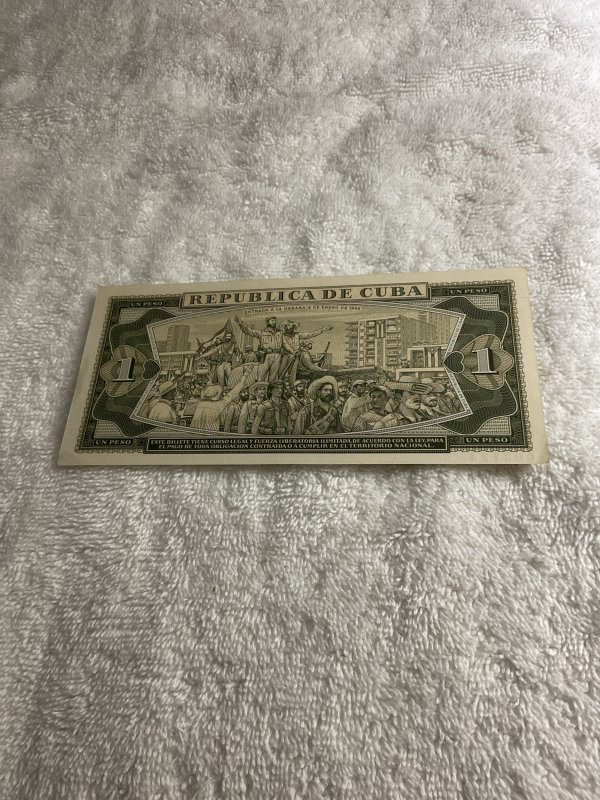 REPUBLICA DE CUBA
UN PESO
UN PESO
ENTRADA A LA HABANA 8 DE ENERO DE 1959
1
1
UN PESO
UN PESO
ESTE BILLETE TIENE CURSO LEGAL Y FUERZA LIBERATORIA ILIMITADA, DE ACUERDO CON LA LEY, PARA
EL PAGO DE TODA OBLIGACION CONTRAIDA O A CUMPLIR EN EL TERRITORIO NACIONAL.